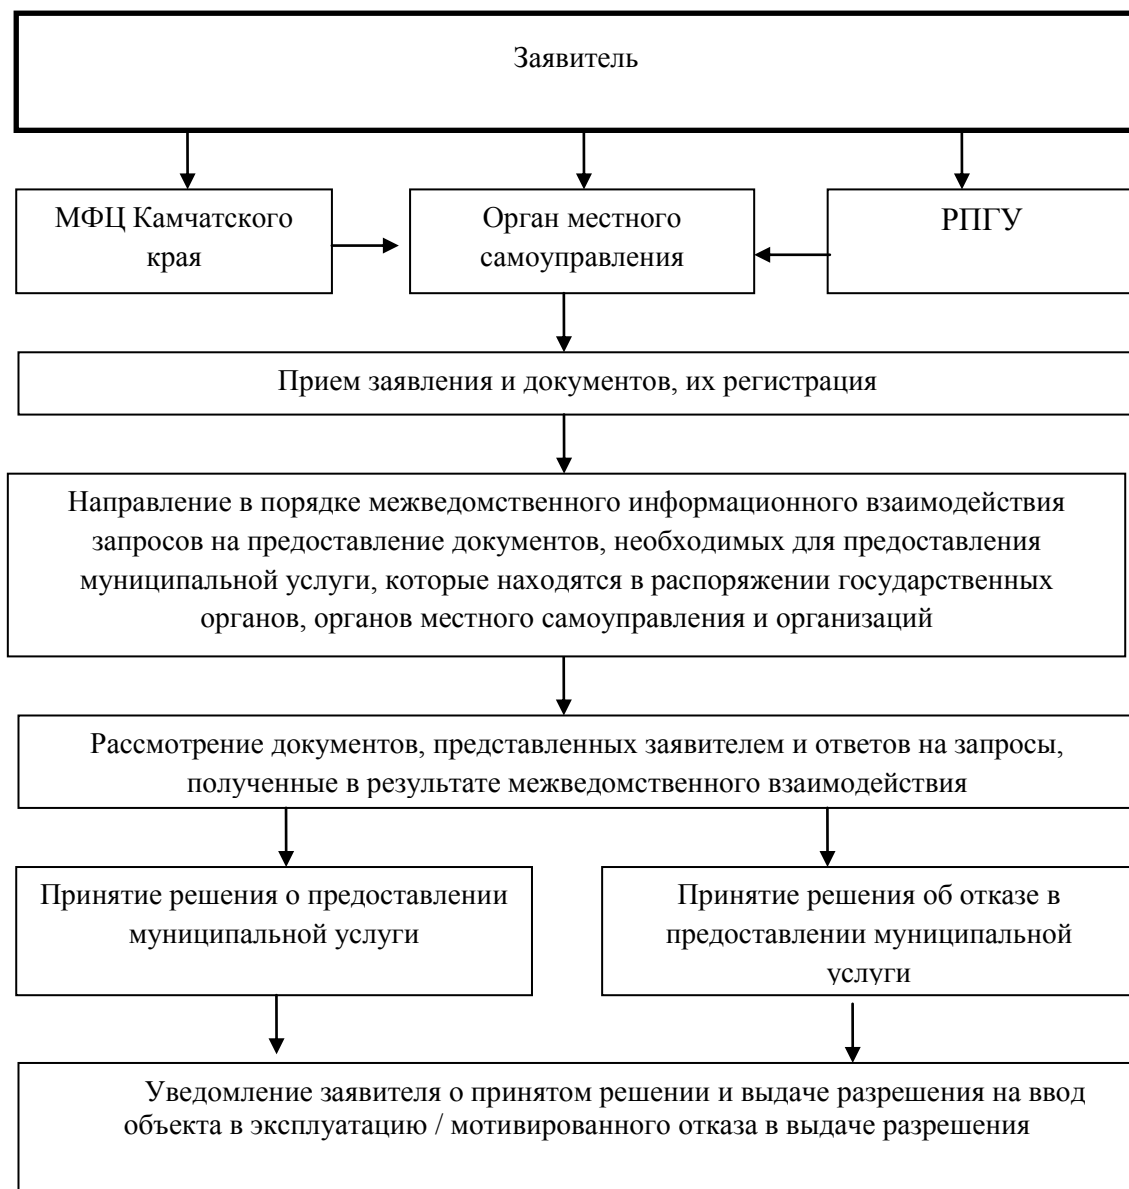 Заявитель
МФЦ Камчатского
края
Орган местного
самоуправления
РПГУ
Прием заявления и документов, их регистрация
Направление в порядке межведомственного информационного взаимодействия
запросов на предоставление документов, необходимых для предоставления
муниципальной услуги, которые находятся в распоряжении государственных
органов, органов местного самоуправления и организаций
Рассмотрение документов, представленных заявителем и ответов на запросы,
полученные в результате межведомственного взаимодействия
Принятие решения о предоставлении
муниципальной услуги
Принятие решения об отказе в
предоставлении муниципальной
услуги
Уведомление заявителя о принятом решении и выдаче разрешения на ввод
объекта в эксплуатацию / мотивированного отказа в выдаче разрешения